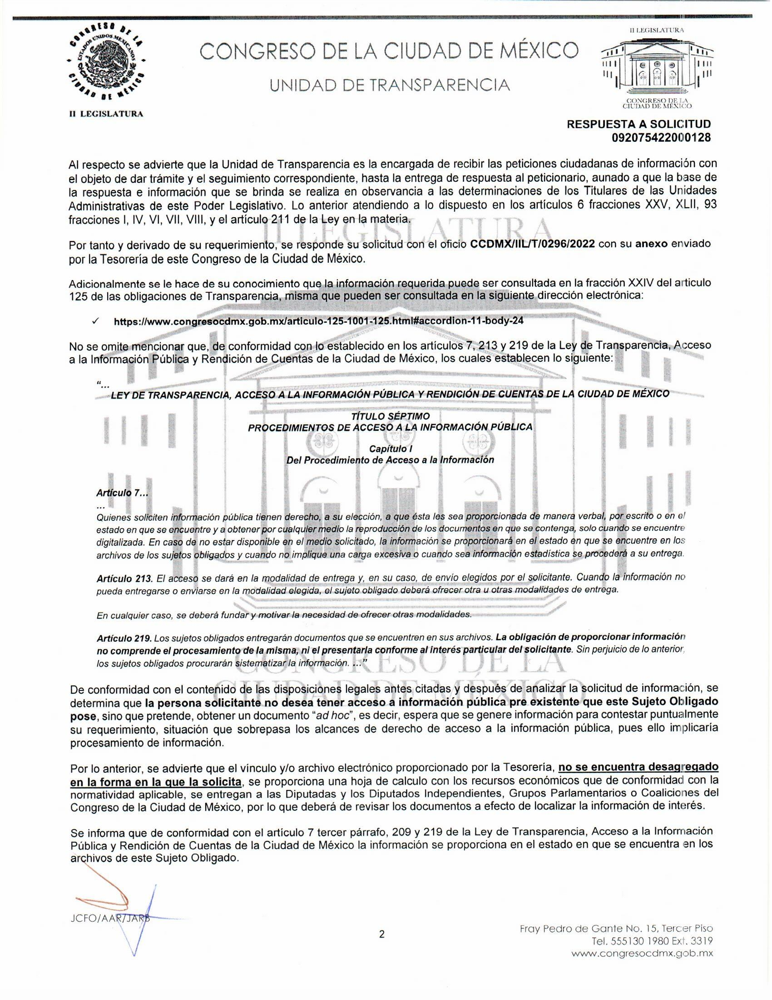 CONGRESO DE LA CIUDAD DE MÉXICO
ESTADOS UNIDOS MEXICANOS
II LEGISLATURA
CONGRESO DE LA CIUDAD DE MÉXICO
UNIDAD DE TRANSPARENCIA
II LEGISLATURA
CONGRESO DE LA
CIUDAD DE MÉXICO
RESPUESTA A SOLICITUD
092075422000128
Al respecto se advierte que la Unidad de Transparencia es la encargada de recibir las peticiones ciudadanas de información con
el objeto de dar trámite y el seguimiento correspondiente, hasta la entrega de respuesta al peticionario, aunado a que la base de
la respuesta e información que se brinda se realiza en observancia a las determinaciones de los Titulares de las Unidades
Administrativas de este Poder Legislativo. Lo anterior atendiendo a lo dispuesto en los artículos 6 fracciones XXV, XLII, 93
fracciones I, IV, VI, VII, VIII, y el artículo 211 de la Ley en la materia.
II LEGISLATURA
Por tanto y derivado de su requerimiento, se responde su solicitud con el oficio CCDMX/IIL/T/0296/2022 con su anexo enviado
por la Tesorería de este Congreso de la Ciudad de México.
Adicionalmente se le hace de su conocimiento que la información requerida puede ser consultada en la fracción XXIV del articulo
125 de las obligaciones de Transparencia, misma que pueden ser consultada en la siguiente dirección electrónica:
✓ https://www.congresocdmx.gob.mx/articulo-125-1001-125.html#accordion-11-body-24
No se omite mencionar que, de conformidad con lo establecido en los artículos 7, 213 y 219 de la Ley de Transparencia, Acceso
a la Información Pública y Rendición de Cuentas de la Ciudad de México, los cuales establecen lo siguiente:
“...
LEY DE TRANSPARENCIA, ACCESO A LA INFORMACIÓN PÚBLICA Y RENDICIÓN DE CUENTAS DE LA CIUDAD DE MÉXICO
TÍTULO SÉPTIMO
PROCEDIMIENTOS DE ACCESO A LA INFORMACIÓN PÚBLICA
Capítulo I
Del Procedimiento de Acceso a la Información
Artículo 7...
...
Quienes soliciten información pública tienen derecho, a su elección, a que ésta les sea proporcionada de manera verbal, por escrito o en el
estado en que se encuentre y a obtener por cualquier medio la reproducción de los documentos en que se contenga, solo cuando se encuentre
digitalizada. En caso de no estar disponible en el medio solicitado, la información se proporcionará en el estado en que se encuentre en los
archivos de los sujetos obligados y cuando no implique una carga excesiva o cuando sea información estadística se procederá a su entrega.
Artículo 213. El acceso se dará en la modalidad de entrega y, en su caso, de envío elegidos por el solicitante. Cuando la información no
pueda entregarse o enviarse en la modalidad elegida, el sujeto obligado deberá ofrecer otra u otras modalidades de entrega.
En cualquier caso, se deberá fundar y motivar la necesidad de ofrecer otras modalidades.
Artículo 219. Los sujetos obligados entregarán documentos que se encuentren en sus archivos. La obligación de proporcionar información
no comprende el procesamiento de la misma, ni el presentarla conforme al interés particular del solicitante. Sin perjuicio de lo anterior,
los sujetos obligados procurarán sistematizar la información. ...”
CONGRESO DE LA
CIUDAD DE MÉXICO
De conformidad con el contenido de las disposiciones legales antes citadas y después de analizar la solicitud de información, se
determina que la persona solicitante no desea tener acceso a información pública pre existente que este Sujeto Obligado
pose, sino que pretende, obtener un documento “ad hoc”, es decir, espera que se genere información para contestar puntualmente
su requerimiento, situación que sobrepasa los alcances de derecho de acceso a la información pública, pues ello implicaría
procesamiento de información.
Por lo anterior, se advierte que el vínculo y/o archivo electrónico proporcionado por la Tesorería, no se encuentra desagregado
en la forma en la que la solicita, se proporciona una hoja de calculo con los recursos económicos que de conformidad con la
normatividad aplicable, se entregan a las Diputadas y los Diputados Independientes, Grupos Parlamentarios o Coaliciones del
Congreso de la Ciudad de México, por lo que deberá de revisar los documentos a efecto de localizar la información de interés.
Se informa que de conformidad con el artículo 7 tercer párrafo, 209 y 219 de la Ley de Transparencia, Acceso a la Información
Pública y Rendición de Cuentas de la Ciudad de México la información se proporciona en el estado en que se encuentra en los
archivos de este Sujeto Obligado.
JCFO/AAR/JARB
2
Fray Pedro de Gante No. 15, Tercer Piso
Tel. 555130 1980 Ext. 3319
www.congresocdmx.gob.mx